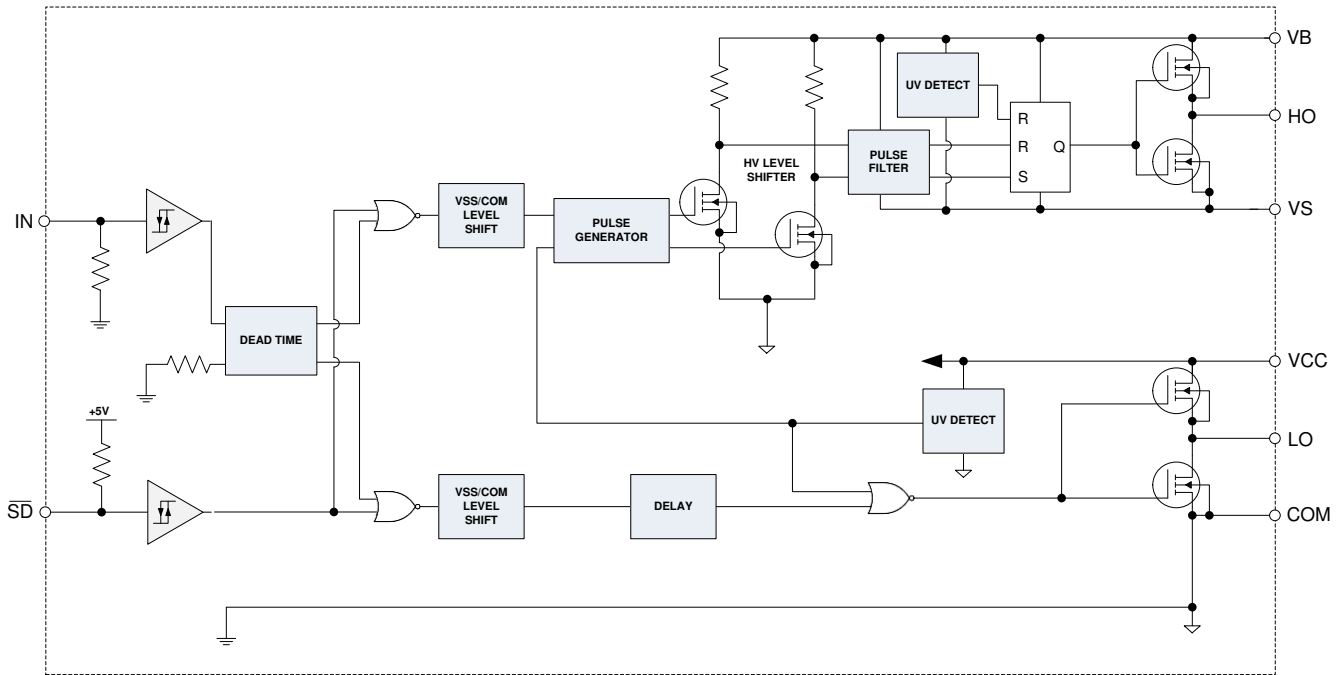 VB
UV DETECT
HO
R
R
Q
S
HV LEVEL
SHIFTER
PULSE
FILTER
IN
VSS/COM
LEVEL
SHIFT
PULSE
GENERATOR
VS
DEAD TIME
VCC
+5V
UV DETECT
LO
SD
VSS/COM
LEVEL
SHIFT
DELAY
COM